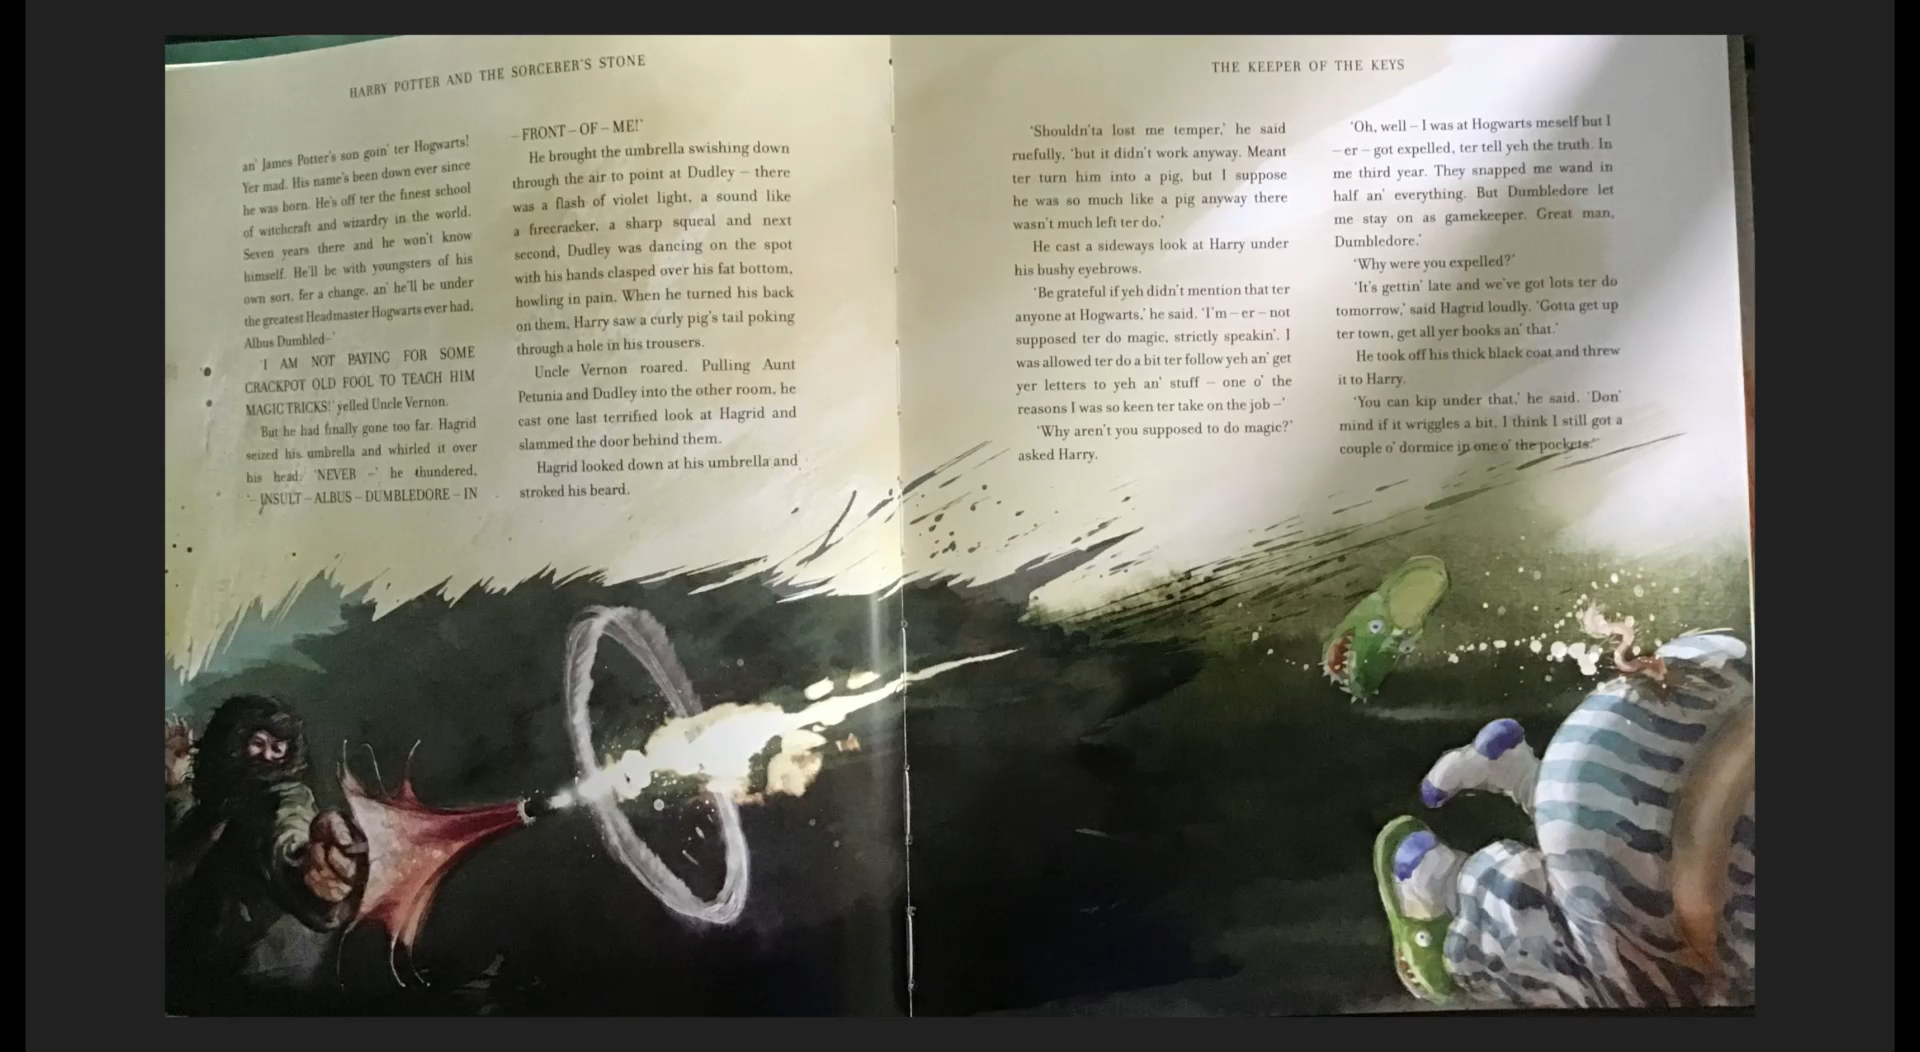 HARRY POTTER AND THE SORCERER'S STONE
an' James Potter's son goin' ter Hogwarts!
Yer mad. His name's been down ever since
he was born. He's off ter the finest school
of witchcraft and wizardry in the world.
Seven years there and he won't know
himself. He'll be with youngsters of his
own sort, fer a change, an' he'll be under
the greatest Headmaster Hogwarts ever had,
Albus Dumbled–'
'I AM NOT PAYING FOR SOME
CRACKPOT OLD FOOL TO TEACH HIM
MAGIC TRICKS!' yelled Uncle Vernon.
But he had finally gone too far. Hagrid
seized his umbrella and whirled it over
his head. 'NEVER –' he thundered,
'– INSULT – ALBUS – DUMBLEDORE – IN
– FRONT – OF – ME!'
He brought the umbrella swishing down
through the air to point at Dudley – there
was a flash of violet light, a sound like
a firecracker, a sharp squeal and next
second, Dudley was dancing on the spot
with his hands clasped over his fat bottom,
howling in pain. When he turned his back
on them, Harry saw a curly pig's tail poking
through a hole in his trousers.
Uncle Vernon roared. Pulling Aunt
Petunia and Dudley into the other room, he
cast one last terrified look at Hagrid and
slammed the door behind them.
Hagrid looked down at his umbrella and
stroked his beard.
THE KEEPER OF THE KEYS
'Shouldn'ta lost me temper,' he said
ruefully, 'but it didn't work anyway. Meant
ter turn him into a pig, but I suppose
he was so much like a pig anyway there
wasn't much left ter do.'
He cast a sideways look at Harry under
his bushy eyebrows.
'Be grateful if yeh didn't mention that ter
anyone at Hogwarts,' he said. 'I'm – er – not
supposed ter do magic, strictly speakin'. I
was allowed ter do a bit ter follow yeh an' get
yer letters to yeh an' stuff – one o' the
reasons I was so keen ter take on the job –'
'Why aren't you supposed to do magic?'
asked Harry.
'Oh, well – I was at Hogwarts meself but I
– er – got expelled, ter tell yeh the truth. In
me third year. They snapped me wand in
half an' everything. But Dumbledore let
me stay on as gamekeeper. Great man,
Dumbledore.'
'Why were you expelled?'
'It's gettin' late and we've got lots ter do
tomorrow,' said Hagrid loudly. 'Gotta get up
ter town, get all yer books an' that.'
He took off his thick black coat and threw
it to Harry.
'You can kip under that,' he said. 'Don'
mind if it wriggles a bit, I think I still got a
couple o' dormice in one o' the pockets.'